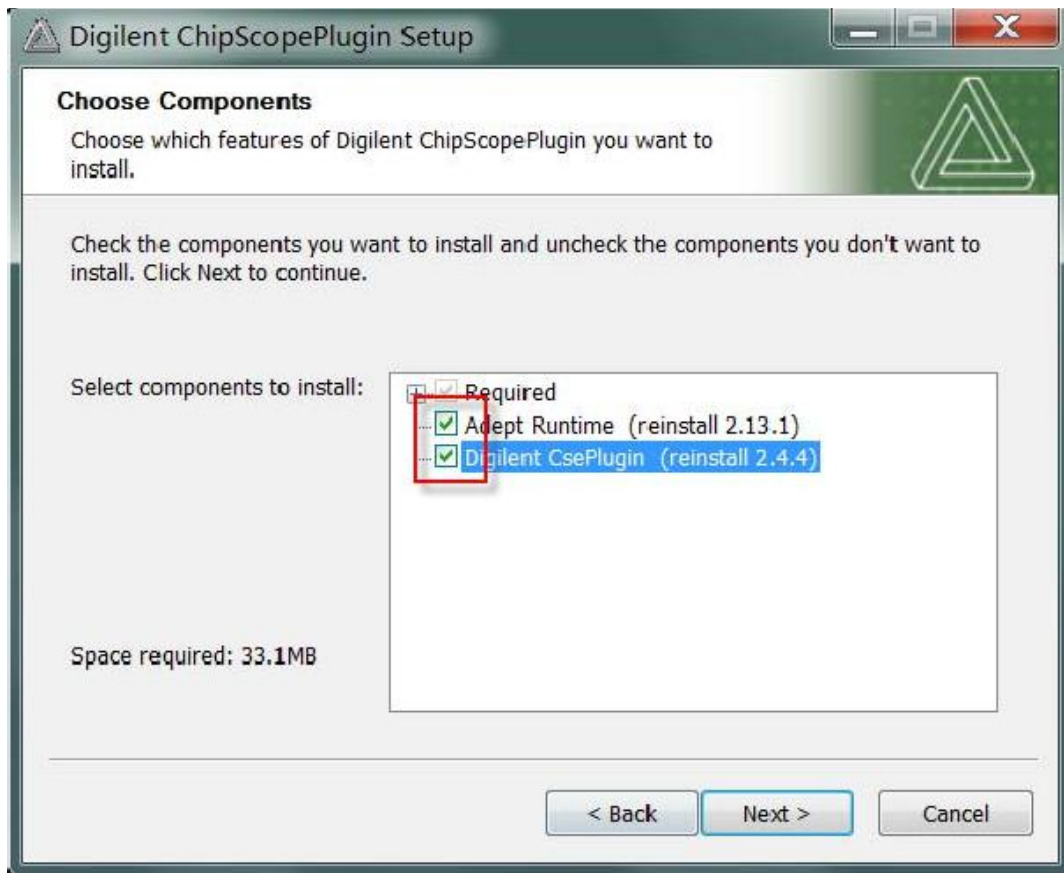 Digilent ChipScopePlugin Setup
Choose Components
Choose which features of Digilent ChipScopePlugin you want to
install.
Check the components you want to install and uncheck the components you don't want to
install. Click Next to continue.
Select components to install:
Required
Adept Runtime (reinstall 2.13.1)
Digilent CsePlugin (reinstall 2.4.4)
Space required: 33.1MB
< Back
Next >
Cancel